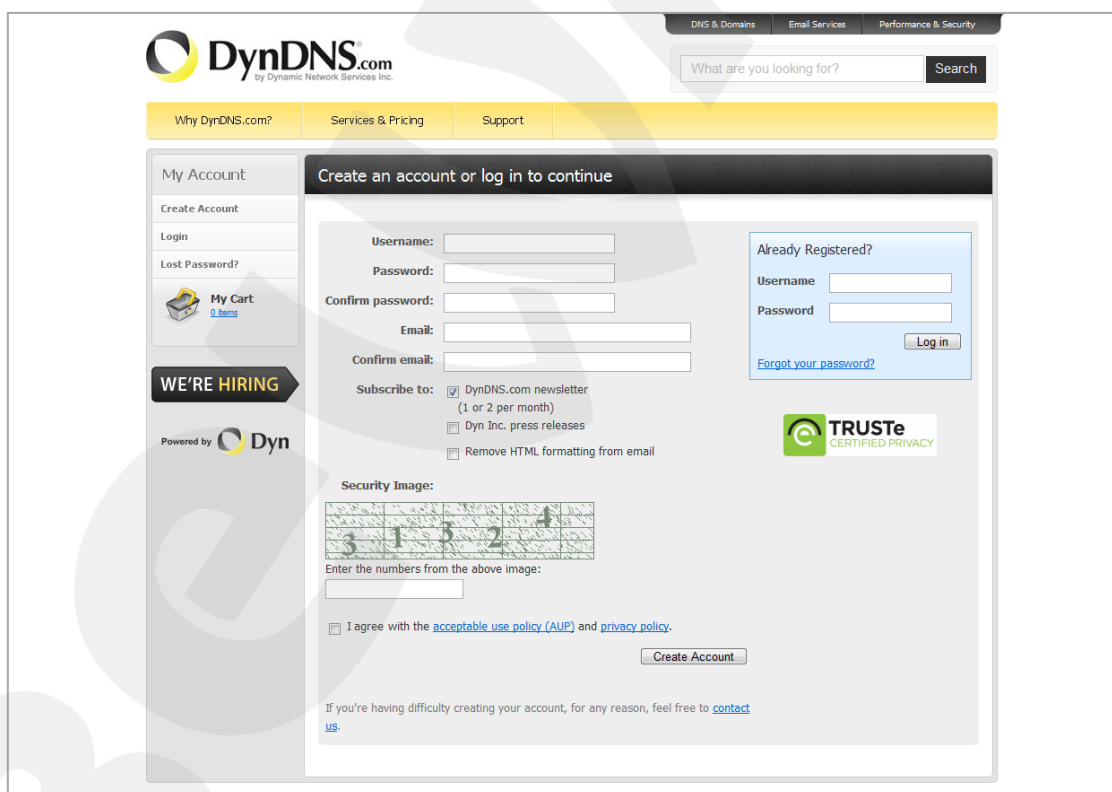 DNS & Domains Email Services Performance & Security
DynDNS.com
by Dynamic Network Services Inc.
What are you looking for? Search
Why DynDNS.com? Services & Pricing Support
My Account
Create Account
Login
Lost Password?
My Cart
0 items
WE'RE HIRING
Powered by Dyn
Create an account or log in to continue
Username:
Password:
Confirm password:
Email:
Confirm email:
Subscribe to: DynDNS.com newsletter
(1 or 2 per month)
Dyn Inc. press releases
Remove HTML formatting from email
Security Image:
3 1 3 2 4
Enter the numbers from the above image:
I agree with the acceptable use policy (AUP) and privacy policy.
Create Account
If you're having difficulty creating your account, for any reason, feel free to contact
us.
Already Registered?
Username
Password
Log in
Forgot your password?
TRUSTe
CERTIFIED PRIVACY